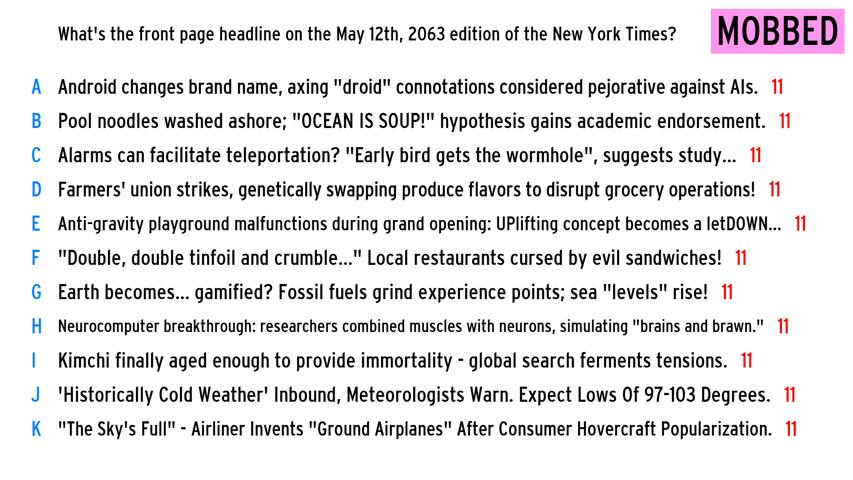 What's the front page headline on the May 12th, 2063 edition of the New York Times? MOBBED
A Android changes brand name, axing "droid" connotations considered pejorative against AIs. 11
B Pool noodles washed ashore; "OCEAN IS SOUP!" hypothesis gains academic endorsement. 11
C Alarms can facilitate teleportation? "Early bird gets the wormhole", suggests study... 11
D Farmers' union strikes, genetically swapping produce flavors to disrupt grocery operations! 11
E Anti-gravity playground malfunctions during grand opening: UPlifting concept becomes a letDOWN... 11
F "Double, double tinfoil and crumble..." Local restaurants cursed by evil sandwiches! 11
G Earth becomes... gamified? Fossil fuels grind experience points; sea "levels" rise! 11
H Neurocomputer breakthrough: researchers combined muscles with neurons, simulating "brains and brawn." 11
I Kimchi finally aged enough to provide immortality - global search ferments tensions. 11
J 'Historically Cold Weather' Inbound, Meteorologists Warn. Expect Lows Of 97-103 Degrees. 11
K "The Sky's Full" - Airliner Invents "Ground Airplanes" After Consumer Hovercraft Popularization. 11